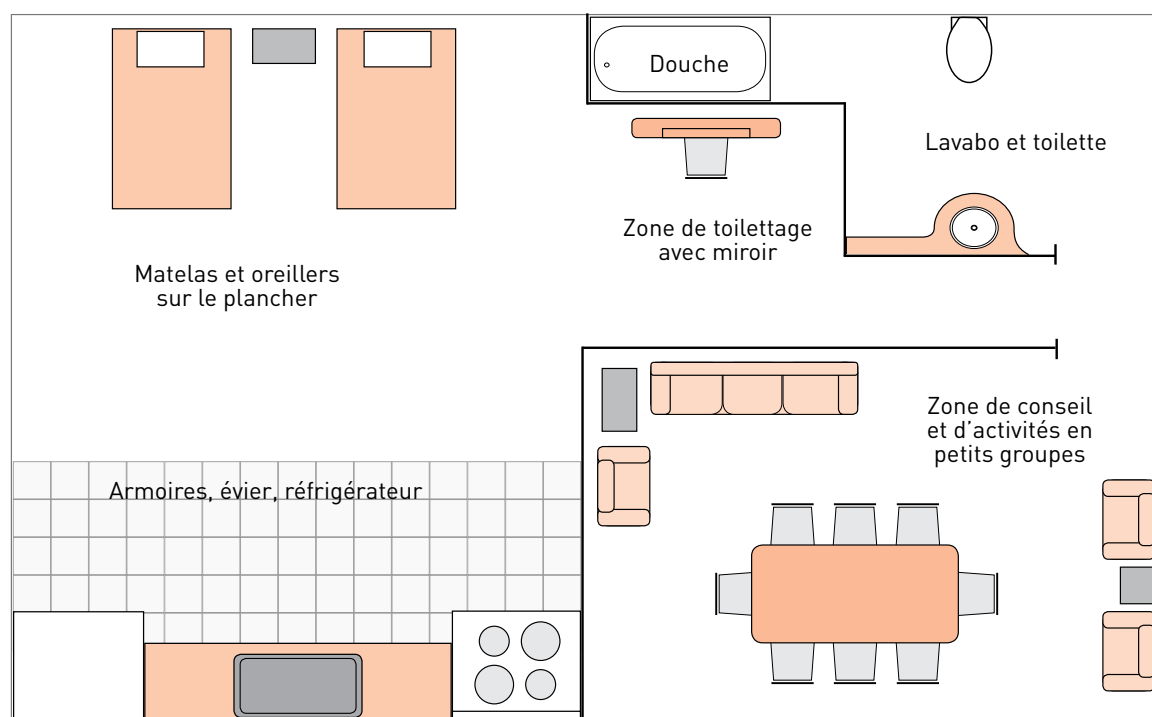 Douche
Lavabo et toilette
Zone de toilettage
avec miroir
Matelas et oreillers
sur le plancher
Zone de conseil
et d'activités en
petits groupes
Armoires, évier, réfrigérateur